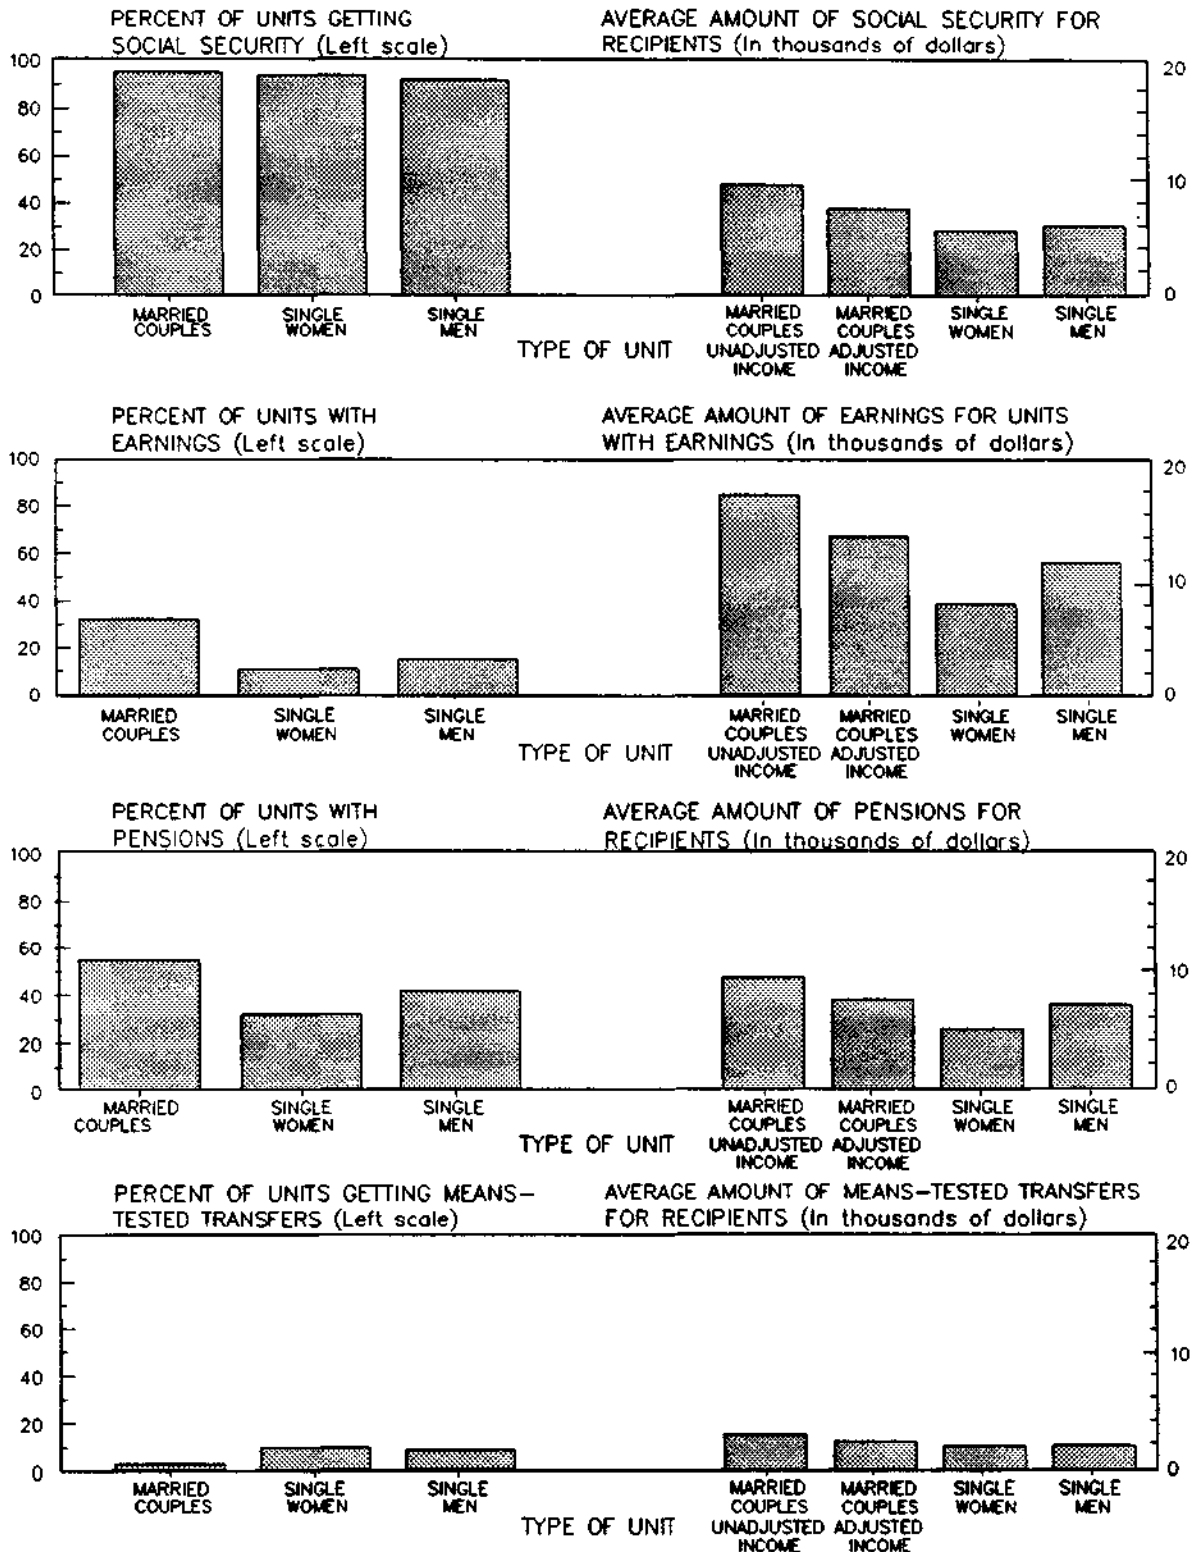 PERCENT OF UNITS GETTING
SOCIAL SECURITY (Left scale)
AVERAGE AMOUNT OF SOCIAL SECURITY FOR
RECIPIENTS (In thousands of dollars)
100
80
60
40
20
0
20
10
0
MARRIED
COUPLES
SINGLE
WOMEN
SINGLE
MEN
MARRIED
COUPLES
UNADJUSTED
INCOME
MARRIED
COUPLES
ADJUSTED
INCOME
SINGLE
WOMEN
SINGLE
MEN
TYPE OF UNIT
PERCENT OF UNITS WITH
EARNINGS (Left scale)
AVERAGE AMOUNT OF EARNINGS FOR UNITS
WITH EARNINGS (In thousands of dollars)
100
80
60
40
20
0
20
10
0
MARRIED
COUPLES
SINGLE
WOMEN
SINGLE
MEN
MARRIED
COUPLES
UNADJUSTED
INCOME
MARRIED
COUPLES
ADJUSTED
INCOME
SINGLE
WOMEN
SINGLE
MEN
TYPE OF UNIT
PERCENT OF UNITS WITH
PENSIONS (Left scale)
AVERAGE AMOUNT OF PENSIONS FOR
RECIPIENTS (In thousands of dollars)
100
80
60
40
20
0
20
10
0
MARRIED
COUPLES
SINGLE
WOMEN
SINGLE
MEN
MARRIED
COUPLES
UNADJUSTED
INCOME
MARRIED
COUPLES
ADJUSTED
INCOME
SINGLE
WOMEN
SINGLE
MEN
TYPE OF UNIT
PERCENT OF UNITS GETTING MEANS-
TESTED TRANSFERS (Left scale)
AVERAGE AMOUNT OF MEANS-TESTED TRANSFERS
FOR RECIPIENTS (In thousands of dollars)
100
80
60
40
20
0
20
10
0
MARRIED
COUPLES
SINGLE
WOMEN
SINGLE
MEN
MARRIED
COUPLES
UNADJUSTED
INCOME
MARRIED
COUPLES
ADJUSTED
INCOME
SINGLE
WOMEN
SINGLE
MEN
TYPE OF UNIT